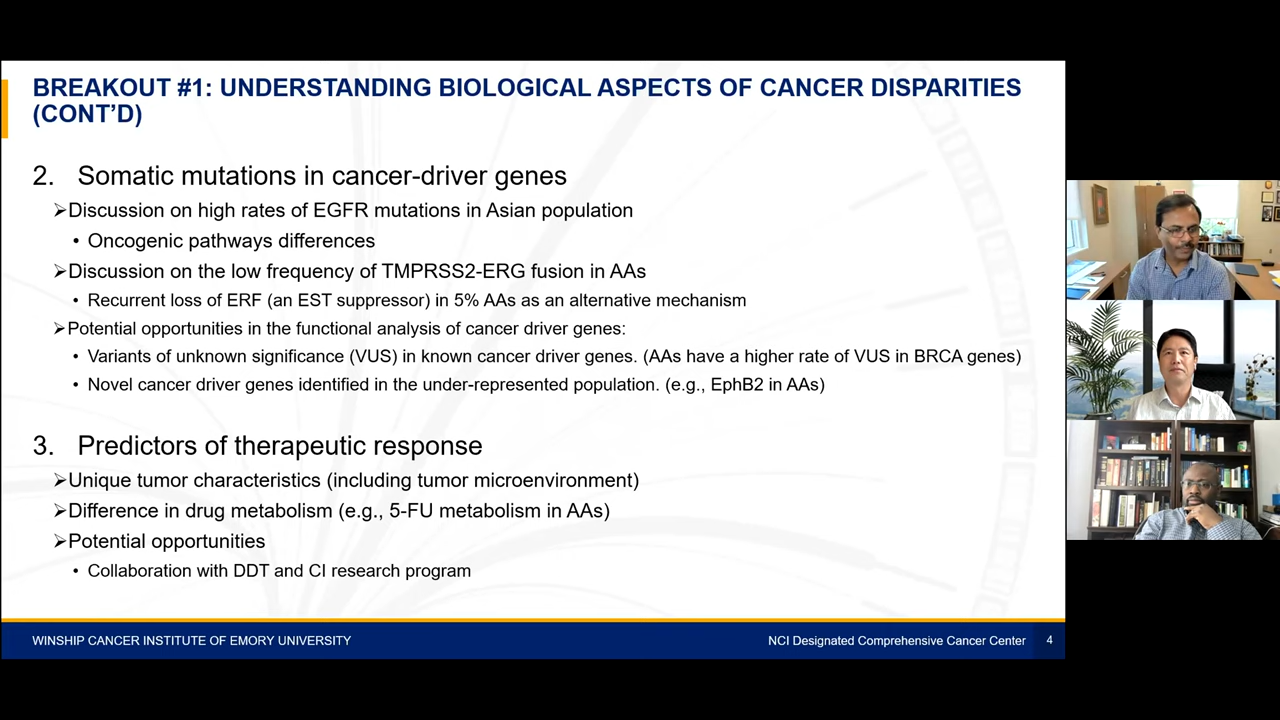 BREAKOUT #1: UNDERSTANDING BIOLOGICAL ASPECTS OF CANCER DISPARITIES
(CONT'D)
2. Somatic mutations in cancer-driver genes
➢Discussion on high rates of EGFR mutations in Asian population
• Oncogenic pathways differences
➢Discussion on the low frequency of TMPRSS2-ERG fusion in AAs
• Recurrent loss of ERF (an EST suppressor) in 5% AAs as an alternative mechanism
➢Potential opportunities in the functional analysis of cancer driver genes:
• Variants of unknown significance (VUS) in known cancer driver genes. (AAs have a higher rate of VUS in BRCA genes)
• Novel cancer driver genes identified in the under-represented population. (e.g., EphB2 in AAs)
3. Predictors of therapeutic response
➢Unique tumor characteristics (including tumor microenvironment)
➢Difference in drug metabolism (e.g., 5-FU metabolism in AAs)
➢Potential opportunities
• Collaboration with DDT and CI research program
WINSHIP CANCER INSTITUTE OF EMORY UNIVERSITY
NCI Designated Comprehensive Cancer Center 4